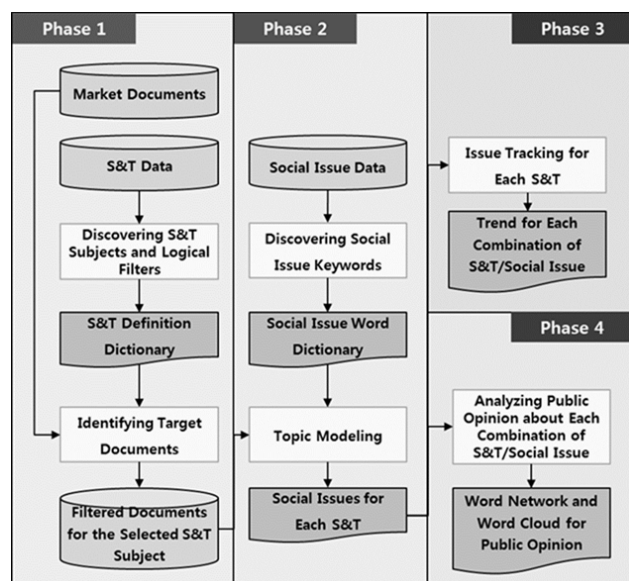 Phase 1
Market Documents
S&T Data
Discovering S&T
Subjects and Logical
Filters
S&T Definition
Dictionary
Identifying Target
Documents
Filtered Documents
for the Selected S&T
Subject
Phase 2
Social Issue Data
Discovering Social
Issue Keywords
Social Issue Word
Dictionary
Topic Modeling
Social Issues for
Each S&T
Phase 3
Issue Tracking for
Each S&T
Trend for Each
Combination of
S&T/Social Issue
Phase 4
Analyzing Public
Opinion about Each
Combination of
S&T/Social Issue
Word Network and
Word Cloud for
Public Opinion